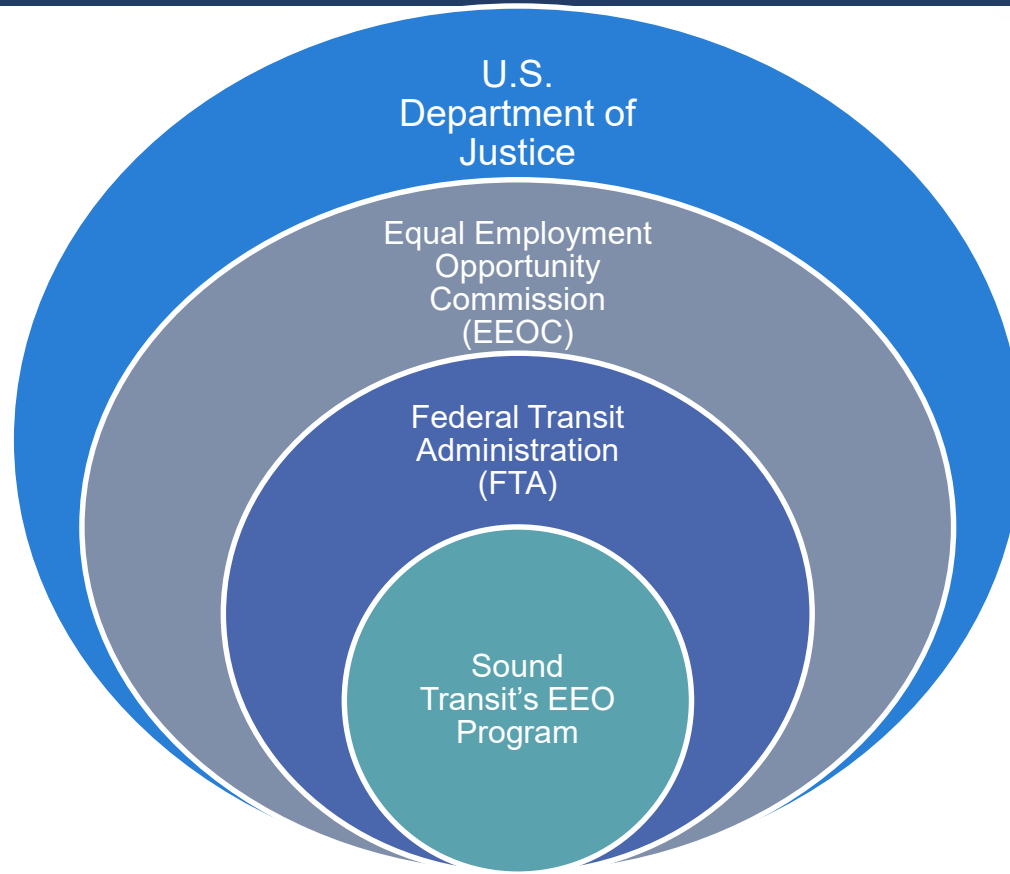 U.S.
Department of
Justice
Equal Employment
Opportunity
Commission
(EEOC)
Federal Transit
Administration
(FTA)
Sound
Transit’s EEO
Program